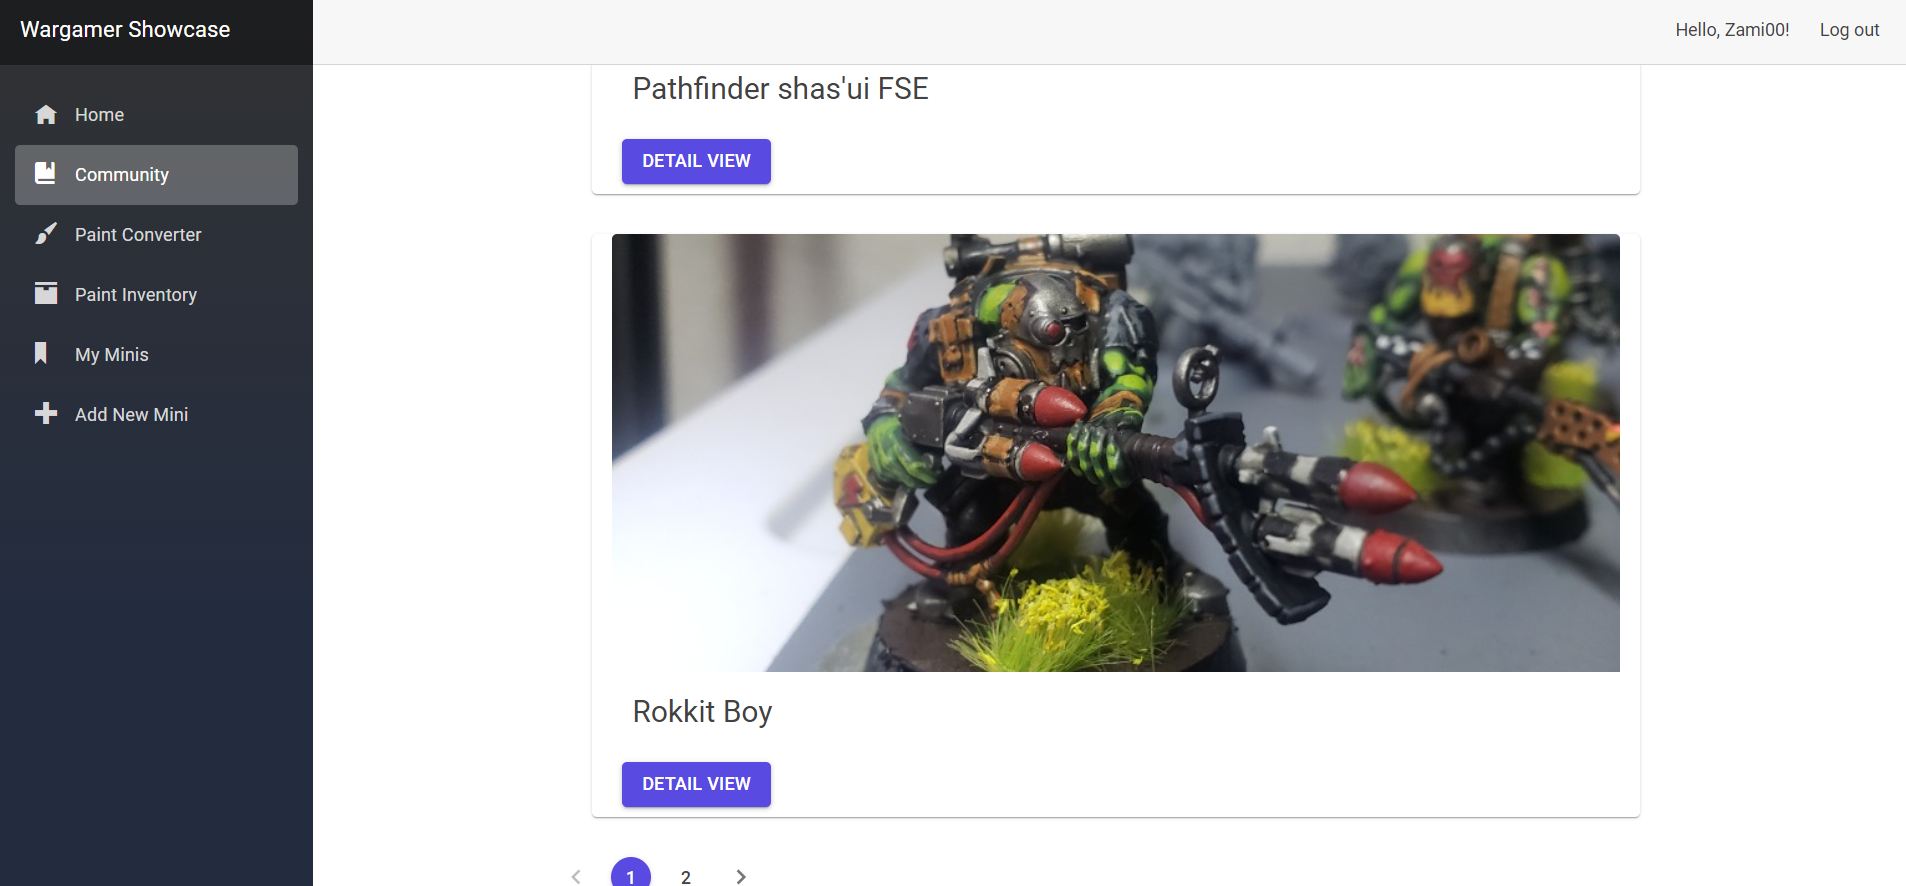 Wargamer Showcase
Hello, Zami00!
Log out
Home
Community
Paint Converter
Paint Inventory
My Minis
Add New Mini
Pathfinder shas'ui FSE
DETAIL VIEW
Rokkit Boy
DETAIL VIEW
1 2